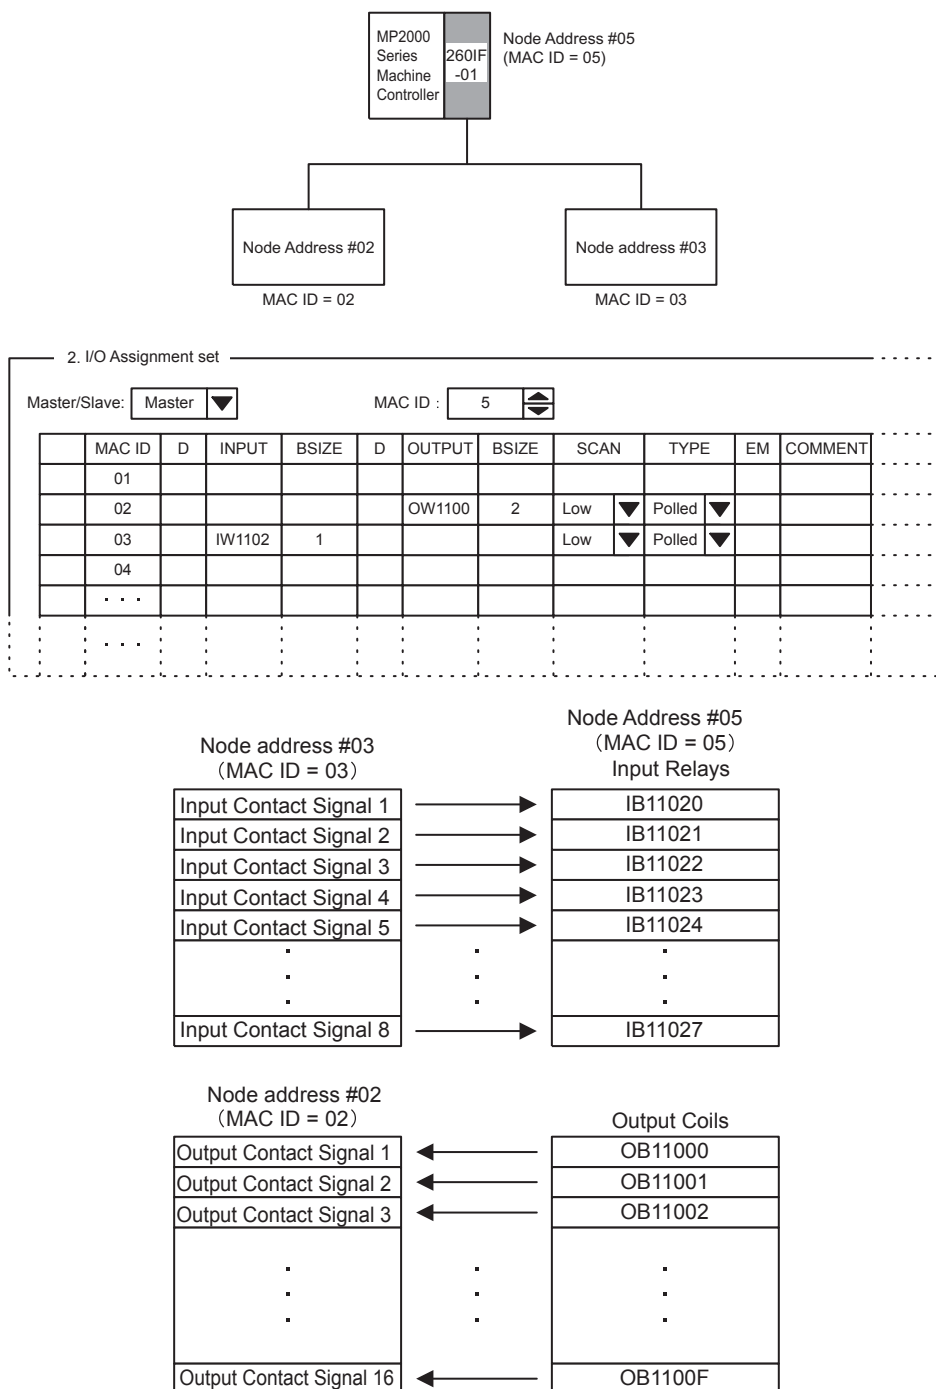 MP2000
Series
Machine
Controller
260IF
-01
Node Address #05
(MAC ID = 05)
Node Address #02
Node address #03
MAC ID = 02
MAC ID = 03
2. I/O Assignment set
Master/Slave: Master MAC ID : 5
MAC ID D INPUT BSIZE D OUTPUT BSIZE SCAN TYPE EM COMMENT
01
02 OW1100 2 Low Polled
03 IW1102 1 Low Polled
04
· · ·
· · ·
Node address #03
(MAC ID = 03)
Node Address #05
(MAC ID = 05)
Input Relays
Input Contact Signal 1 IB11020
Input Contact Signal 2 IB11021
Input Contact Signal 3 IB11022
Input Contact Signal 4 IB11023
Input Contact Signal 5 IB11024
Input Contact Signal 8 IB11027
Node address #02
(MAC ID = 02)
Output Coils
Output Contact Signal 1 OB11000
Output Contact Signal 2 OB11001
Output Contact Signal 3 OB11002
Output Contact Signal 16 OB1100F